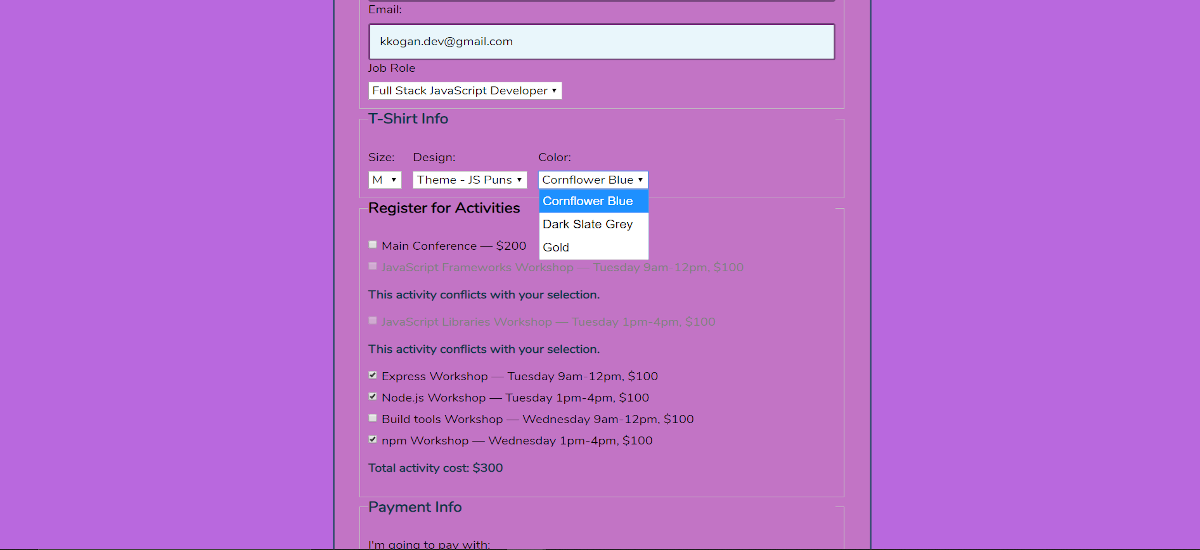 Email:
kkogan.dev@gmail.com
Job Role
Full Stack JavaScript Developer
T-Shirt Info
Size: Design: Color:
M Theme - JS Puns Cornflower Blue
Cornflower Blue
Dark Slate Grey
Gold
Register for Activities
Main Conference — $200
JavaScript Frameworks Workshop — Tuesday 9am-12pm, $100
This activity conflicts with your selection.
JavaScript Libraries Workshop — Tuesday 1pm-4pm, $100
This activity conflicts with your selection.
Express Workshop — Tuesday 9am-12pm, $100
Node.js Workshop — Tuesday 1pm-4pm, $100
Build tools Workshop — Wednesday 9am-12pm, $100
npm Workshop — Wednesday 1pm-4pm, $100
Total activity cost: $300
Payment Info
I'm going to pay with: